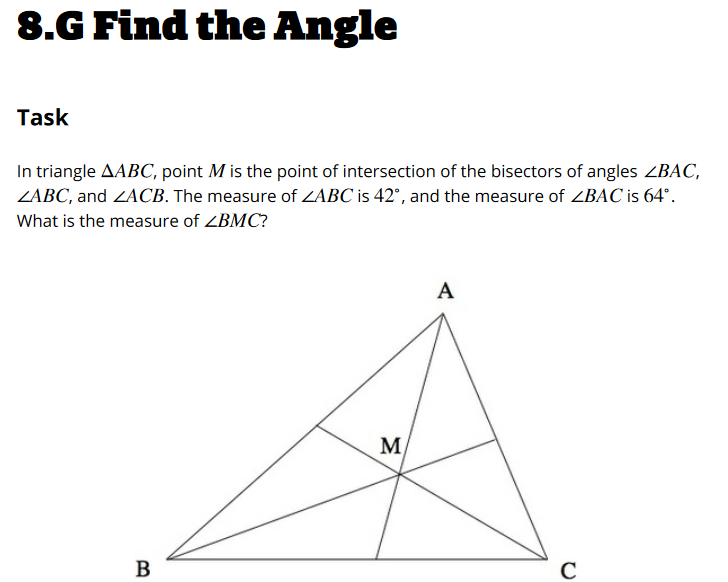 8.G Find the Angle
Task
In triangle ΔABC, point M is the point of intersection of the bisectors of angles ∠BAC,
∠ABC, and ∠ACB. The measure of ∠ABC is 42°, and the measure of ∠BAC is 64°.
What is the measure of ∠BMC?
A
M
B
C